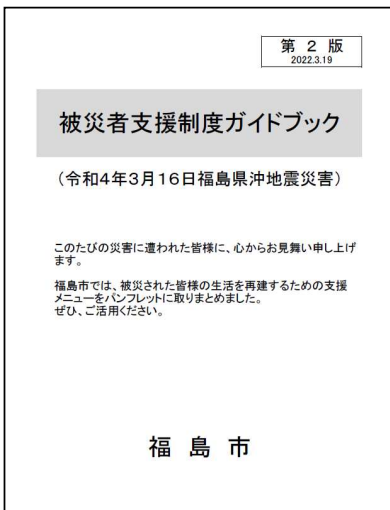 第 2 版
2022.3.19
被災者支援制度ガイドブック
（令和4年3月16日福島県沖地震災害）
このたびの災害に遭われた皆様に、心からお見舞い申し上げ
ます。
福島市では、被災された皆様の生活を再建するための支援
メニューをパンフレットに取りまとめました。
ぜひ、ご活用ください。
福 島 市